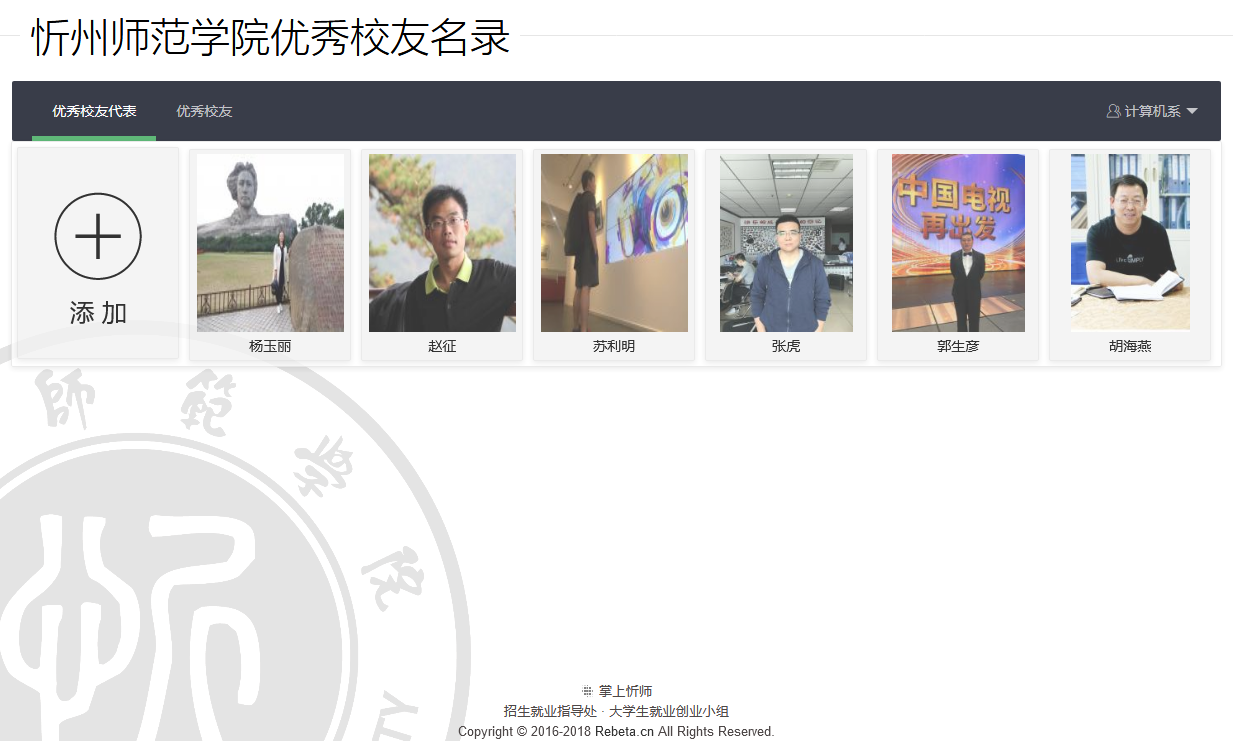 忻州师范学院优秀校友名录
优秀校友代表 优秀校友 计算机系
添 加
中国电视
再出发
杨玉丽 赵征 苏利明 张虎 郭生彦 胡海燕
師範學院
忻
TY
掌上忻师
招生就业指导处 · 大学生就业创业小组
Copyright © 2016-2018 Rebeta.cn All Rights Reserved.